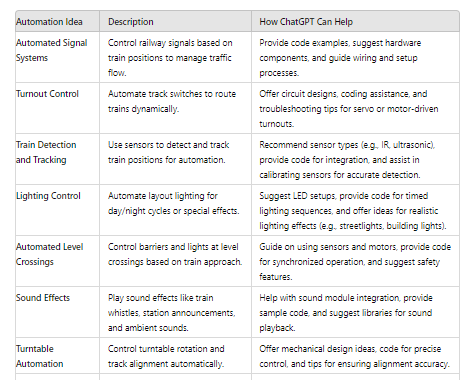 Automation Idea Description How ChatGPT Can Help
Automated Signal Systems
Control railway signals based on train positions to manage traffic flow.
Provide code examples, suggest hardware components, and guide wiring and setup processes.
Turnout Control
Automate track switches to route trains dynamically.
Offer circuit designs, coding assistance, and troubleshooting tips for servo or motor-driven turnouts.
Train Detection and Tracking
Use sensors to detect and track train positions for automation.
Recommend sensor types (e.g., IR, ultrasonic), provide code for integration, and assist in calibrating sensors for accurate detection.
Lighting Control
Automate layout lighting for day/night cycles or special effects.
Suggest LED setups, provide code for timed lighting sequences, and offer ideas for realistic lighting effects (e.g., streetlights, building lights).
Automated Level Crossings
Control barriers and lights at level crossings based on train approach.
Guide on using sensors and motors, provide code for synchronized operation, and suggest safety features.
Sound Effects
Play sound effects like train whistles, station announcements, and ambient sounds.
Help with sound module integration, provide sample code, and suggest libraries for sound playback.
Turntable Automation
Control turntable rotation and track alignment automatically.
Offer mechanical design ideas, code for precise control, and tips for ensuring alignment accuracy.